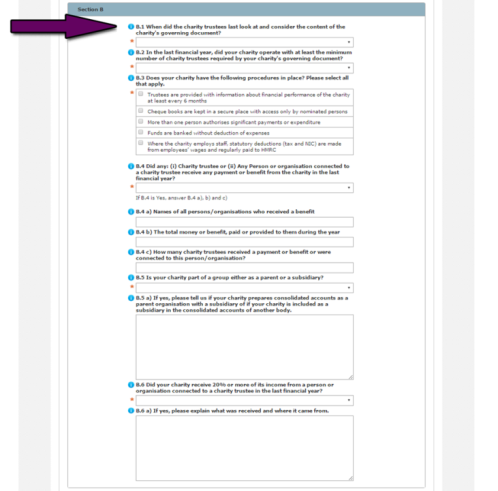 Section B
8.1 When did the charity trustees last look at and consider the content of the
charity's governing document?
8.2 In the last financial year, did your charity operate with at least the minimum
number of charity trustees required by your charity's governing document?
8.3 Does your charity have the following procedures in place? Please select all
that apply.
Trustees are provided with information about financial performance of the charity
at least every 6 months
Cheque books are kept in a secure place with access only by nominated persons
More than one person authorises significant payments or expenditure
Funds are banked without deduction of expenses
Where the charity employs staff, statutory deductions (tax and NIC) are made
from employees' wages and regularly paid to HMRC
8.4 Did any: (i) Charity trustee or (ii) Any Person or organisation connected to
a charity trustee receive any payment or benefit from the charity in the last
financial year?
If 8.4 is Yes, answer 8.4 a), b) and c)
8.4 a) Names of all persons/organisations who received a benefit
8.4 b) The total money or benefit, paid or provided to them during the year
8.4 c) How many charity trustees received a payment or benefit or were
connected to this person/organisation?
8.5 Is your charity part of a group either as a parent or a subsidiary?
8.5 a) If yes, please tell us if your charity prepares consolidated accounts as a
parent organisation with a subsidiary of if your charity is included as a
subsidiary in the consolidated accounts of another body.
8.6 Did your charity receive 20% or more of its income from a person or
organisation connected to a charity trustee in the last financial year?
8.6 a) If yes, please explain what was received and where it came from.